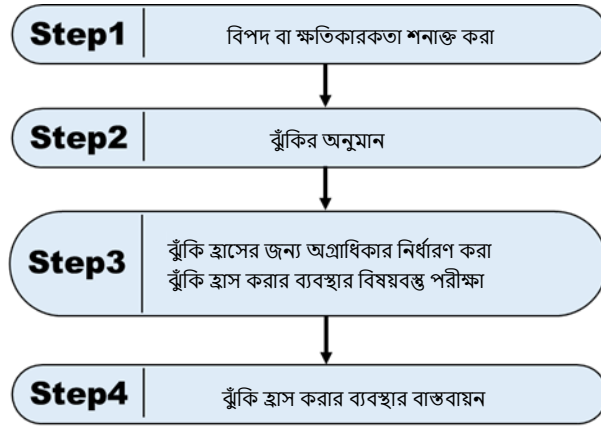 Step1 বিপদ বা ক্ষতিকারকতা শনাক্ত করা
Step2 ঝুঁকির অনুমান
Step3
ঝুঁকি হ্রাসের জন্য অগ্রাধিকার নির্ধারণ করা
ঝুঁকি হ্রাস করার ব্যবস্থার বিষয়বস্তু পরীক্ষা
Step4 ঝুঁকি হ্রাস করার ব্যবস্থার বাস্তবায়ন